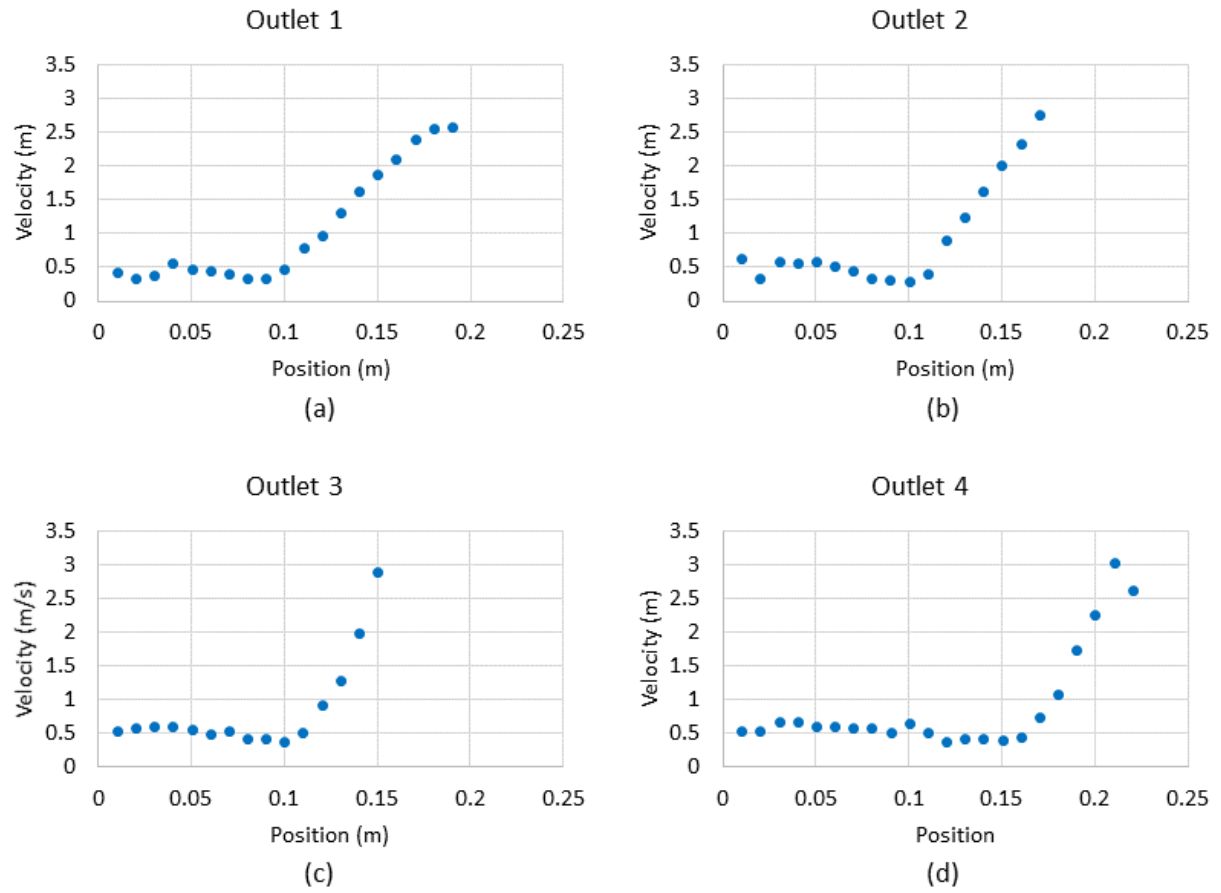 Outlet 1
3.5
3
2.5
2
1.5
1
0.5
0
Velocity (m)
0 0.05 0.1 0.15 0.2 0.25
Position (m)
(a)
Outlet 2
3.5
3
2.5
2
1.5
1
0.5
0
Velocity (m)
0 0.05 0.1 0.15 0.2 0.25
Position (m)
(b)
Outlet 3
3.5
3
2.5
2
1.5
1
0.5
0
Velocity (m/s)
0 0.05 0.1 0.15 0.2 0.25
Position (m)
(c)
Outlet 4
3.5
3
2.5
2
1.5
1
0.5
0
Velocity (m)
0 0.05 0.1 0.15 0.2 0.25
Position
(d)